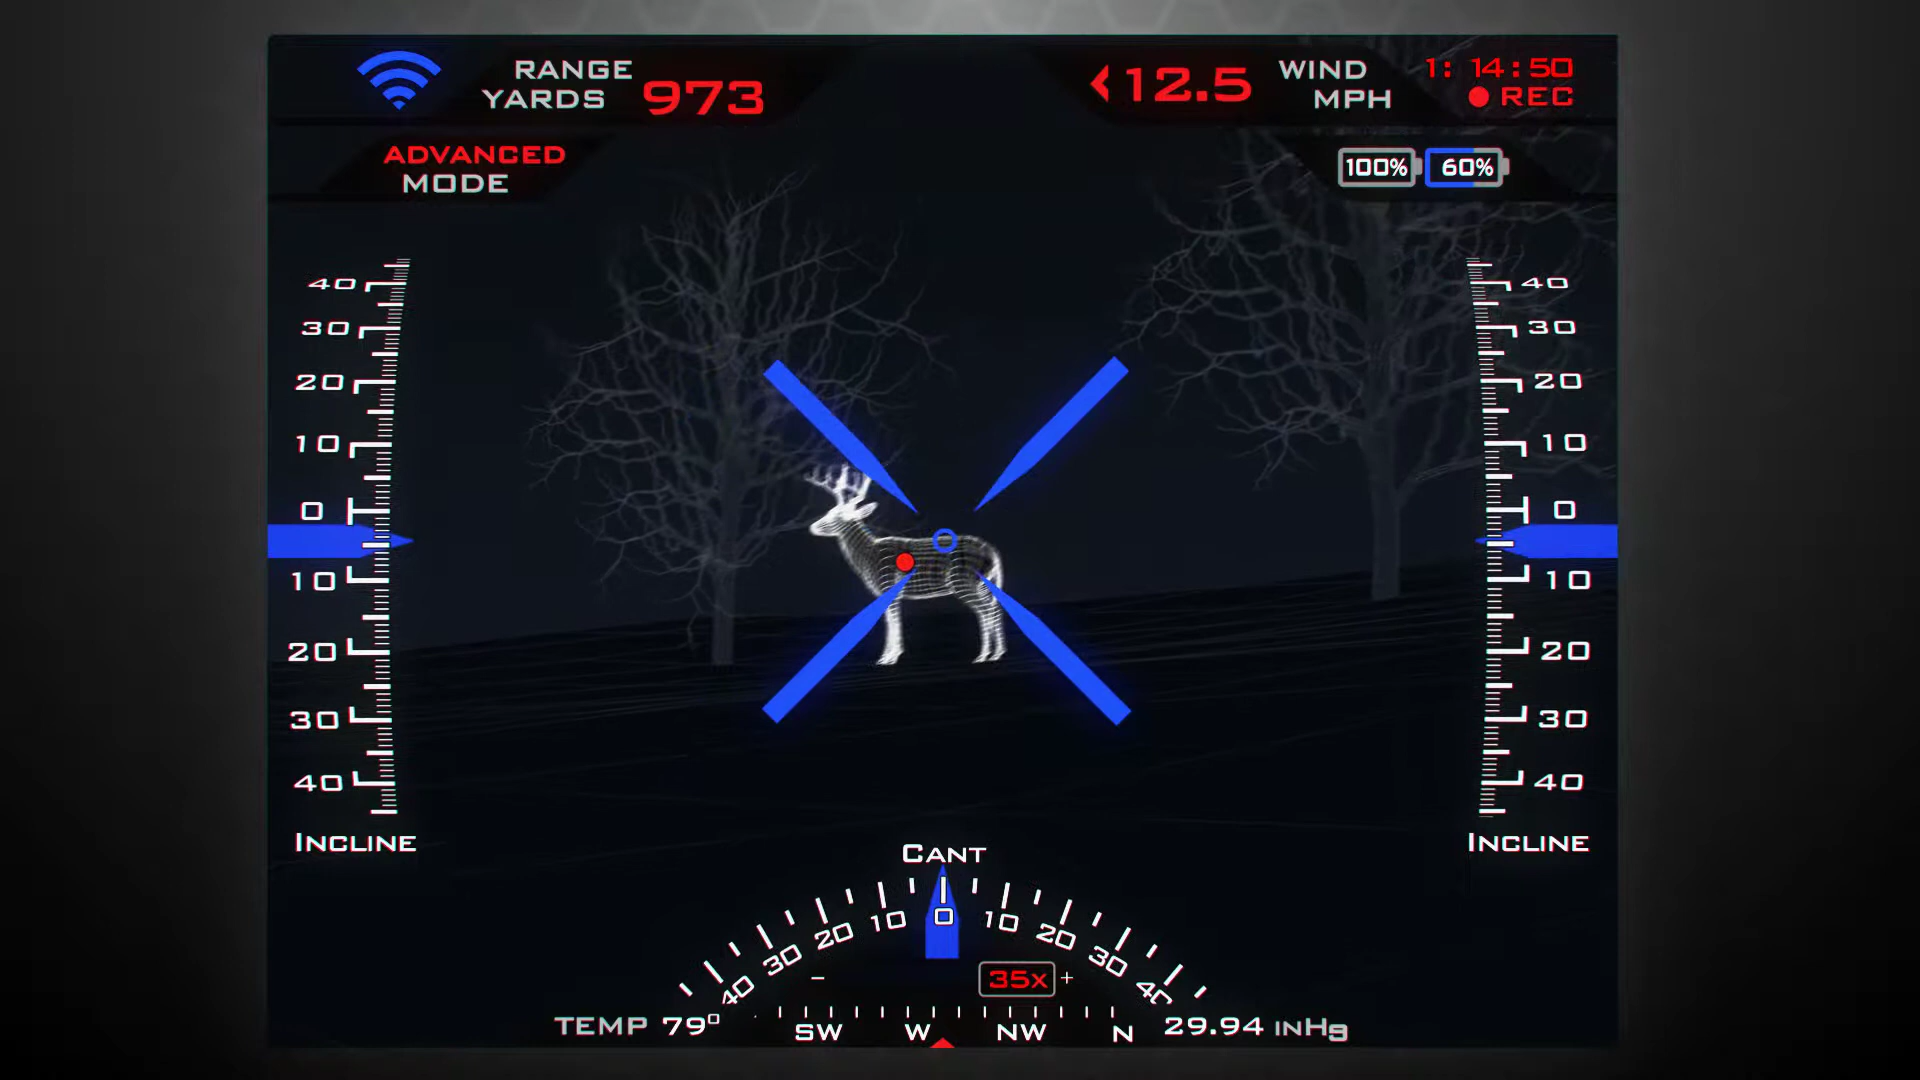 RANGE
YARDS 973
12.5 WIND
MPH
1: 14:50
REC
ADVANCED
MODE
100% 60%
40
30
20
10
0
10
20
30
40
INCLINE
40
30
20
10
0
10
20
30
40
INCLINE
CANT
40 30 20 10 0 10 20 30 40
− 35x +
TEMP 79°
SW W NW N
29.94 INHg